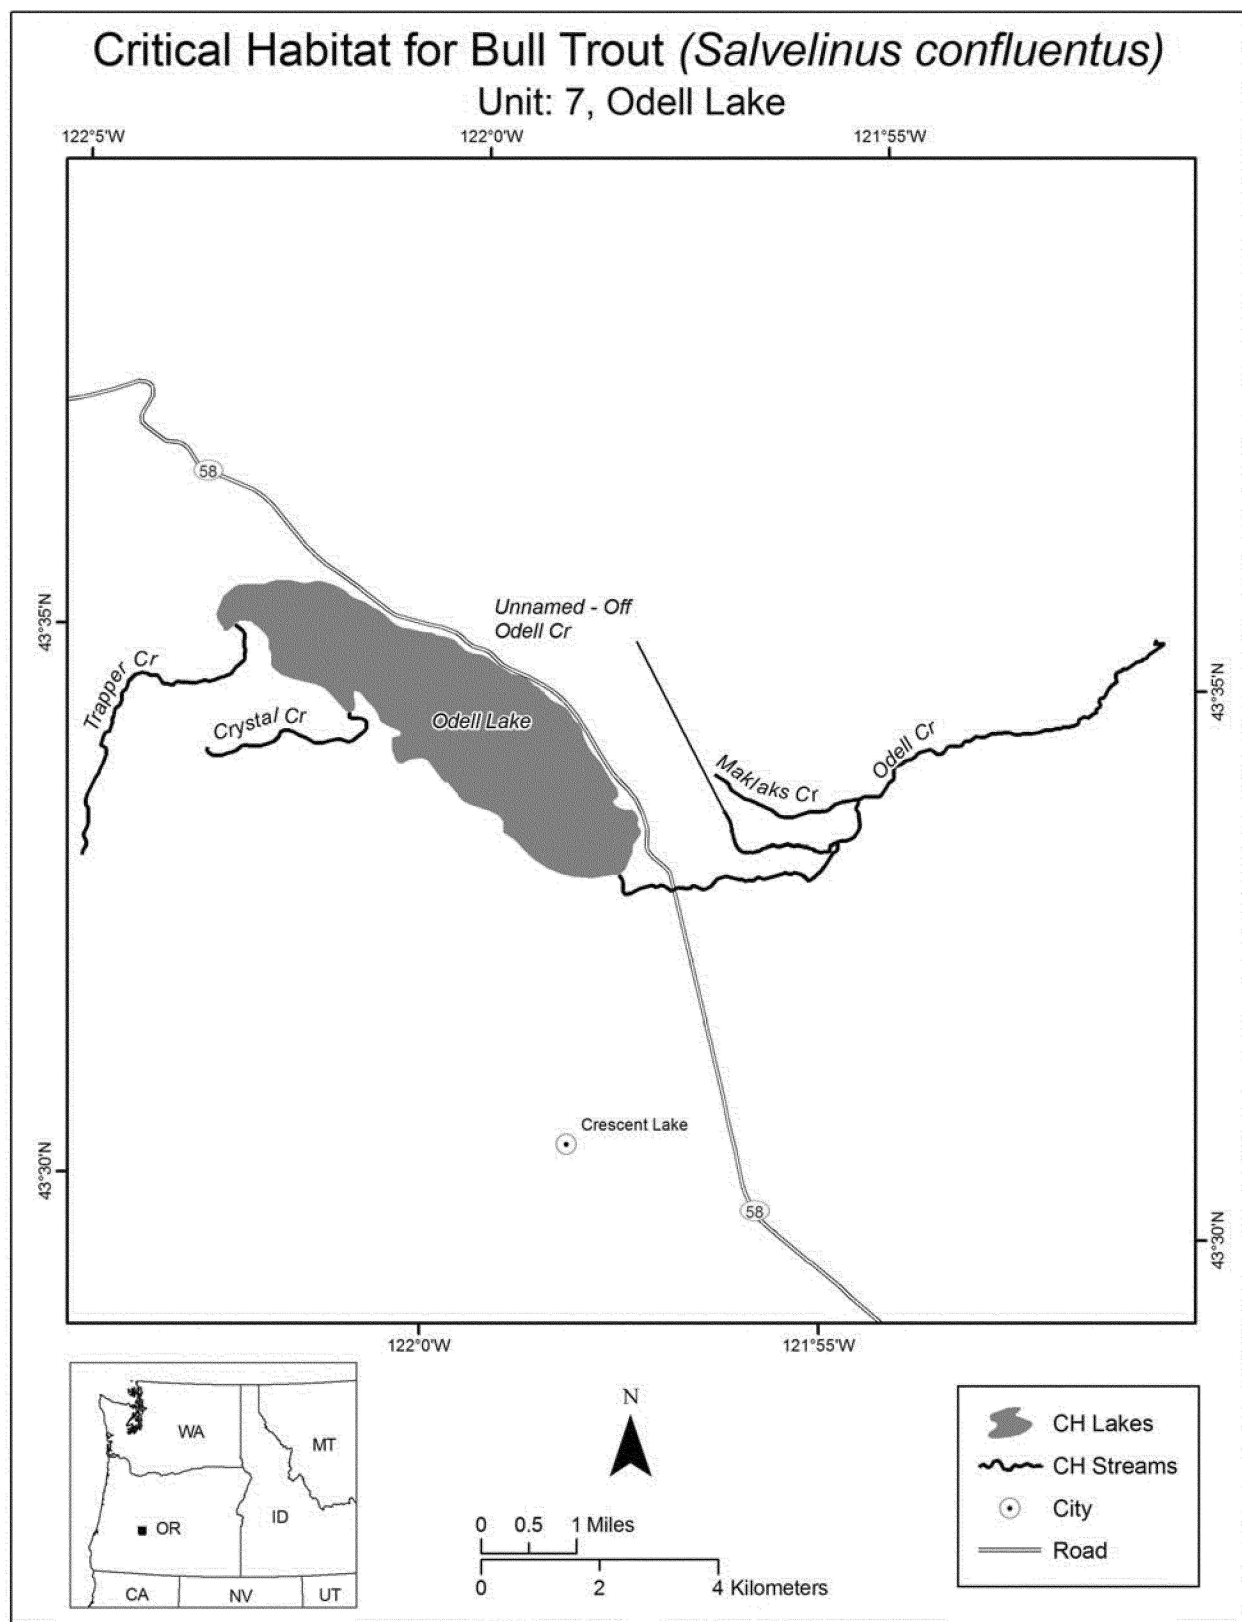 Critical Habitat for Bull Trout (Salvelinus confluentus)
Unit: 7, Odell Lake
122°5'W
122°0'W
121°55'W
58
43°35'N
Unnamed - Off
Odell Cr
43°35'N
Trapper Cr
Crystal Cr
Odell Lake
Maklaks Cr
Odell Cr
Crescent Lake
43°30'N
58
43°30'N
122°0'W
121°55'W
WA
MT
OR
ID
CA
NV
UT
N
0 0.5 1 Miles
0 2 4 Kilometers
CH Lakes
CH Streams
City
Road